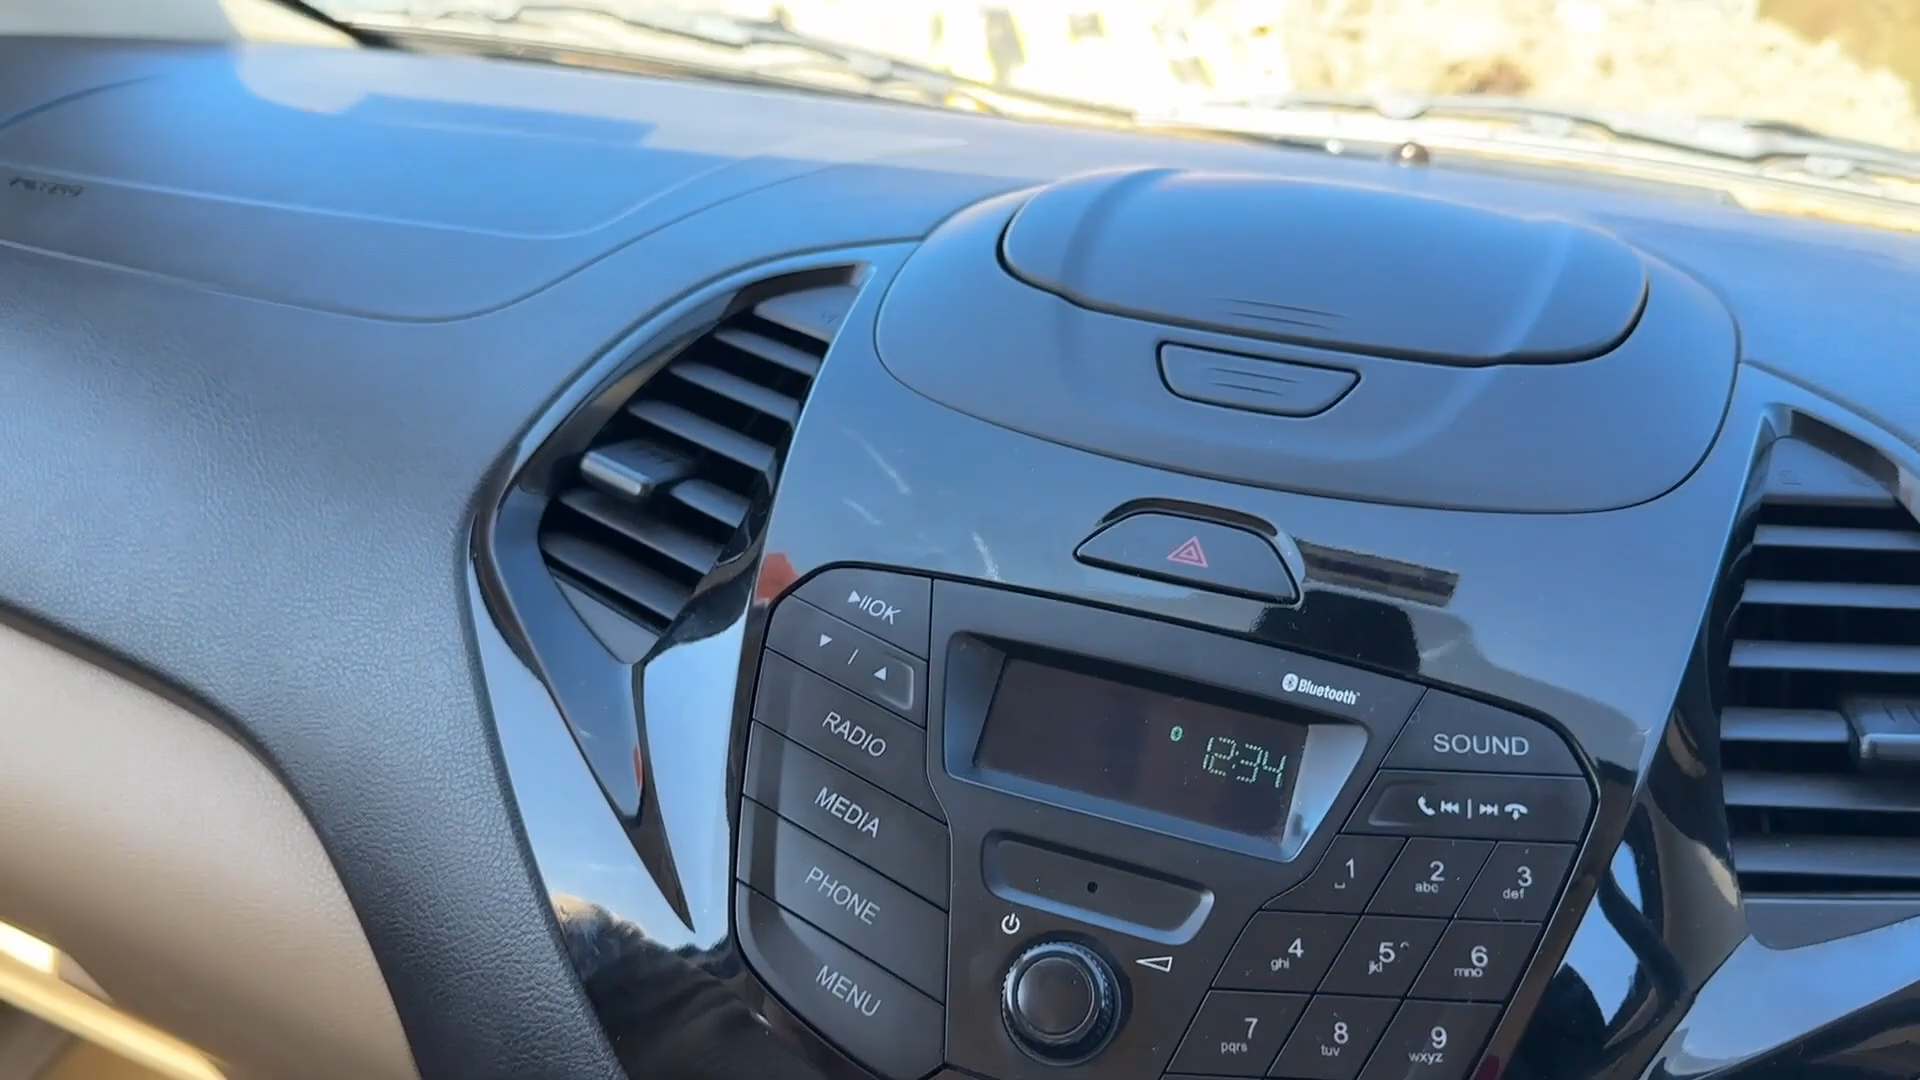 ▶IIOK
▼ | ▲
RADIO
MEDIA
PHONE
MENU
Bluetooth
12:34
SOUND
1
2
abc
3
def
4
ghi
5
jkl
6
mno
7
pqrs
8
tuv
9
wxyz